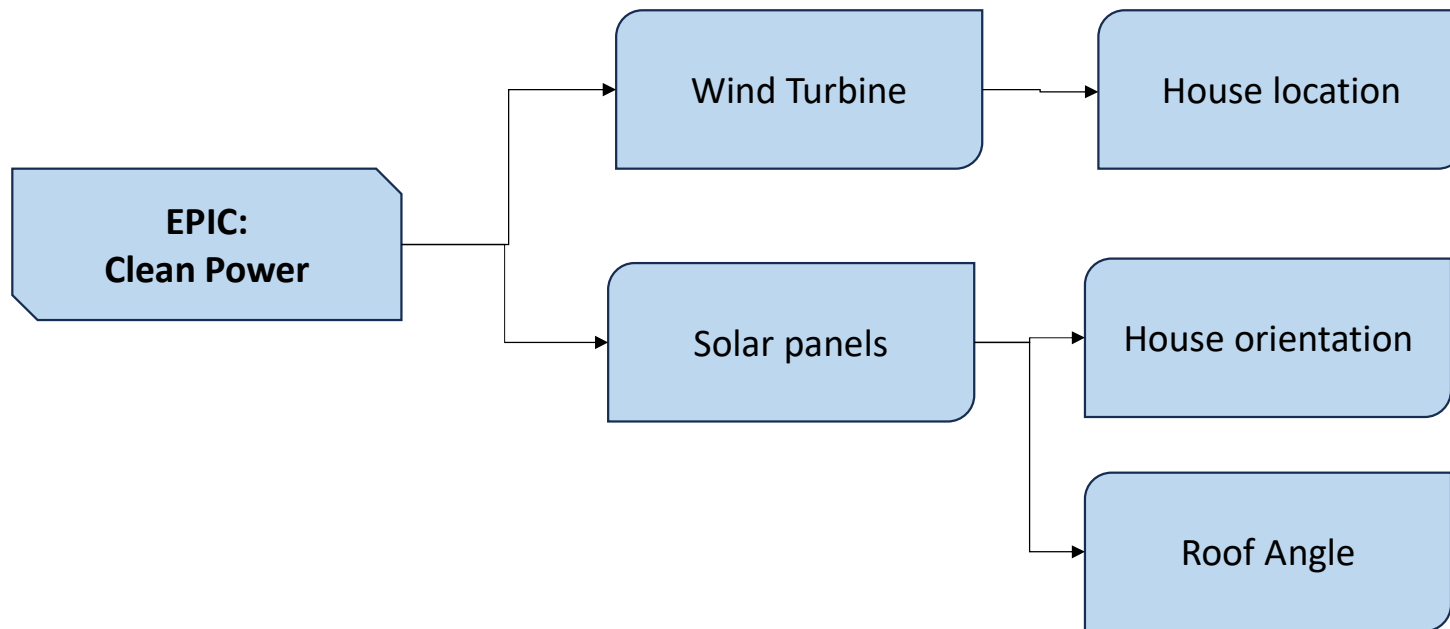 EPIC:
Clean Power
Wind Turbine
House location
Solar panels
House orientation
Roof Angle